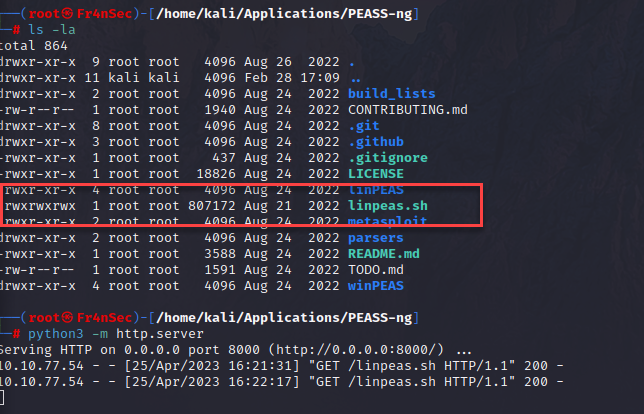 ──(root㉿Fr4nSec)-[/home/kali/Applications/PEASS-ng]
─# ls -la
total 864
drwxr-xr-x  9 root root   4096 Aug 26  2022 .
drwxr-xr-x 11 kali kali   4096 Feb 28 17:09 ..
drwxr-xr-x  2 root root   4096 Aug 24  2022 build_lists
-rw-r--r--  1 root root   1940 Aug 24  2022 CONTRIBUTING.md
drwxr-xr-x  8 root root   4096 Aug 24  2022 .git
drwxr-xr-x  3 root root   4096 Aug 24  2022 .github
-rwxr-xr-x  1 root root    437 Aug 24  2022 .gitignore
-rwxr-xr-x  1 root root  18826 Aug 24  2022 LICENSE
drwxr-xr-x  4 root root   4096 Aug 24  2022 linPEAS
-rwxrwxrwx  1 root root 807172 Aug 21  2022 linpeas.sh
drwxr-xr-x  2 root root   4096 Aug 24  2022 metasploit
drwxr-xr-x  2 root root   4096 Aug 24  2022 parsers
-rwxr-xr-x  1 root root   3588 Aug 24  2022 README.md
-rw-r--r--  1 root root   1591 Aug 24  2022 TODO.md
drwxr-xr-x  4 root root   4096 Aug 24  2022 winPEAS
──(root㉿Fr4nSec)-[/home/kali/Applications/PEASS-ng]
─# python3 -m http.server
Serving HTTP on 0.0.0.0 port 8000 (http://0.0.0.0:8000/) ...
10.10.77.54 - - [25/Apr/2023 16:21:31] "GET /linpeas.sh HTTP/1.1" 200 -
10.10.77.54 - - [25/Apr/2023 16:22:17] "GET /linpeas.sh HTTP/1.1" 200 -